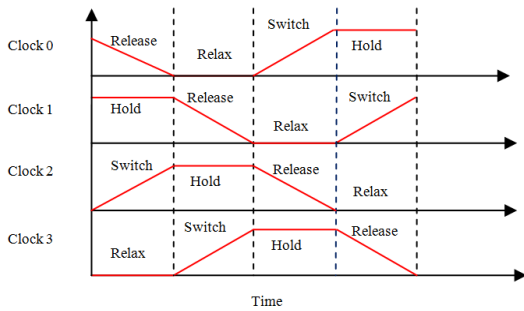 Clock 0 Release Relax Switch Hold
Clock 1 Hold Release Relax Switch
Clock 2 Switch Hold Release Relax
Clock 3 Relax Switch Hold Release
Time